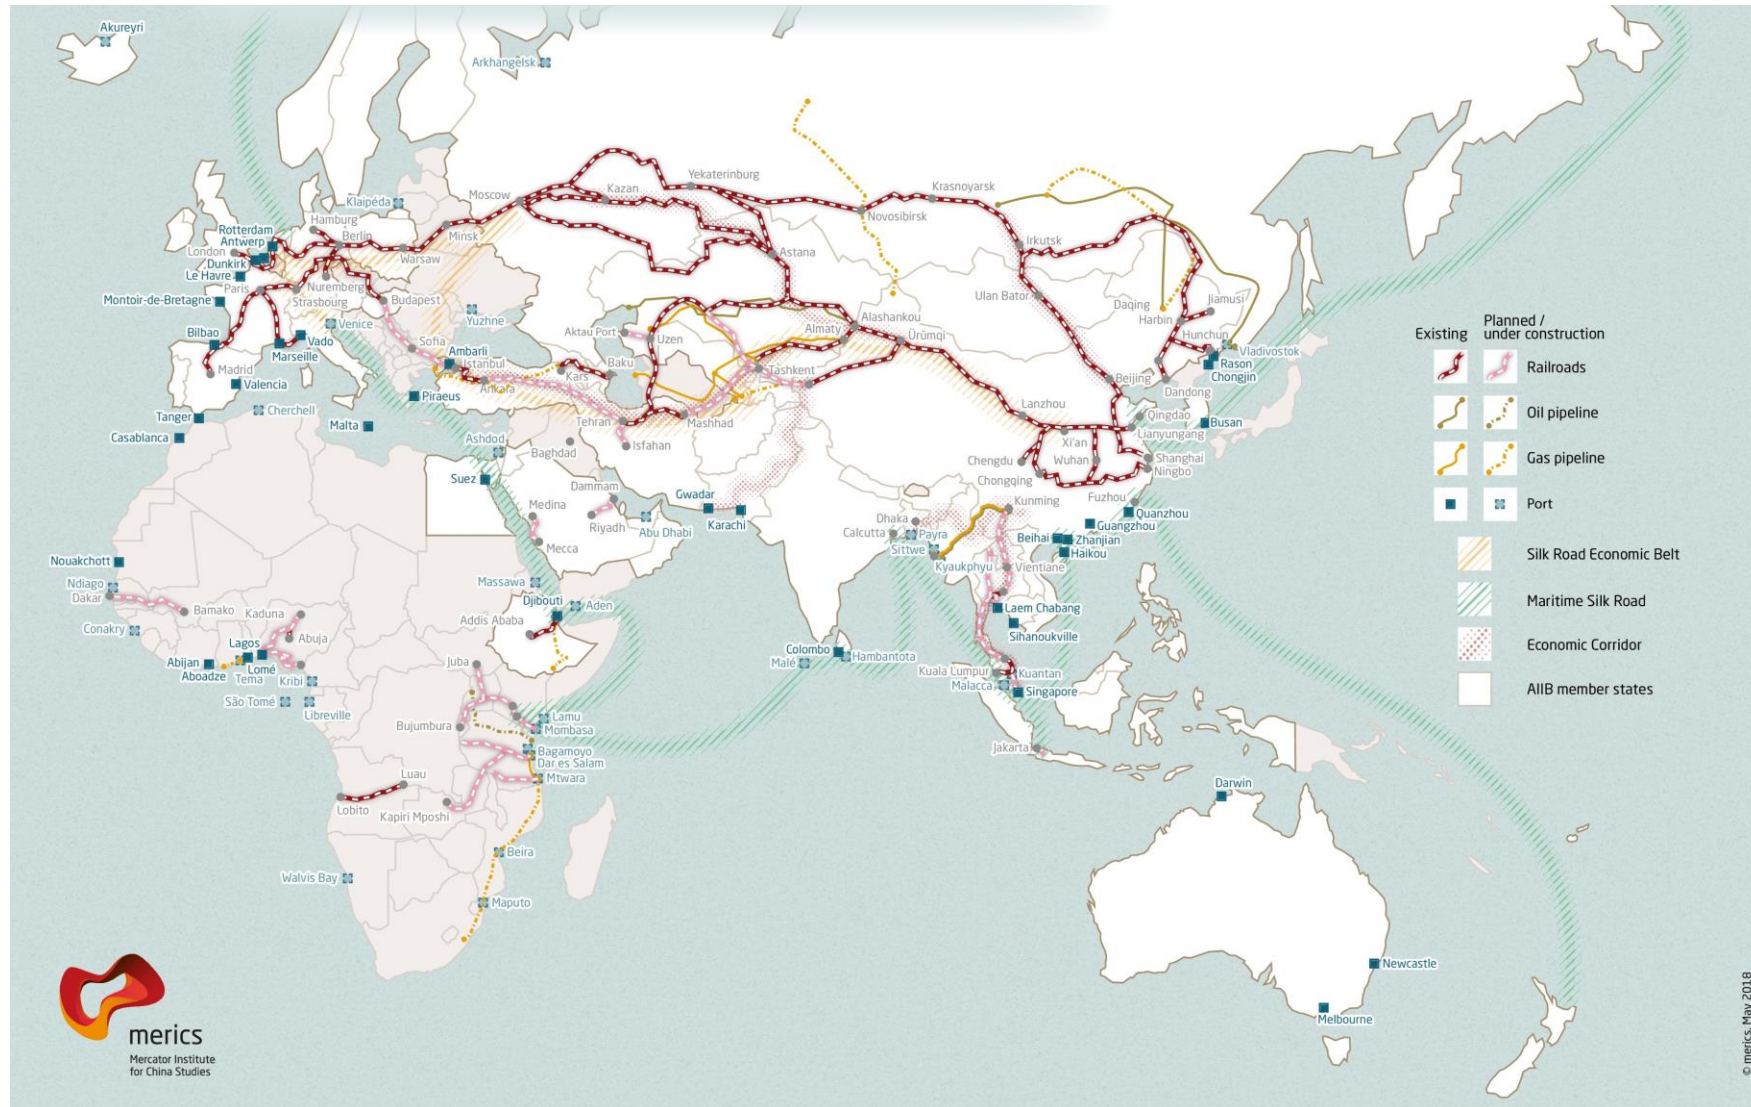 Akureyri
Arkhangelsk
Klaipéda
Moscow
Kazan
Yekaterinburg
Novosibirsk
Krasnoyarsk
Irkutsk
Hamburg
Rotterdam
Antwerp
Berlin
Minsk
Warsaw
London
Dunkirk
Le Havre
Paris
Nuremberg
Strasbourg
Budapest
Astana
Ulan Bator
Montoir-de-Bretagne
Venice
Yuzhne
Aktau Port
Uzen
Almaty
Alashankou
Ürümqi
Daqing
Jiamusi
Harbin
Hunchun
Vladivostok
Rason
Chongjin
Bilbao
Vado
Marseille
Sofia
Ambarli
Istanbul
Ankara
Kars
Baku
Tashkent
Madrid
Valencia
Piraeus
Beijing
Dandong
Lanzhou
Qingdao
Lianyungang
Busan
Tanger
Casablanca
Cherchell
Malta
Ashdod
Baghdad
Tehran
Isfahan
Mashhad
Xi'an
Chengdu
Wuhan
Chongqing
Shanghai
Ningbo
Suez
Dammam
Medina
Riyadh
Mecca
Abu Dhabi
Gwadar
Karachi
Kunming
Fuzhou
Quanzhou
Guangzhou
Dhaka
Calcutta
Payra
Sittwe
Kyaukphyu
Beihai
Zhanjian
Haikou
Vientiane
Nouakchott
Ndiago
Dakar
Bamako
Kaduna
Conakry
Abuja
Lagos
Abijan
Aboadze
Lomé
Tema
Kribi
São Tomé
Libreville
Massawa
Djibouti
Aden
Addis Ababa
Juba
Laem Chabang
Sihanoukville
Colombo
Hambantota
Malé
Kuala Lumpur
Kuantan
Malacca
Singapore
Jakarta
Bujumbura
Lamu
Mombasa
Bagamoyo
Dar es Salam
Mtwara
Luau
Lobito
Kapiri Mposhi
Beira
Walvis Bay
Maputo
Darwin
Newcastle
Melbourne
Existing
Planned /
under construction
Railroads
Oil pipeline
Gas pipeline
Port
Silk Road Economic Belt
Maritime Silk Road
Economic Corridor
AIIB member states
merics
Mercator Institute
for China Studies
© merics, May 2018